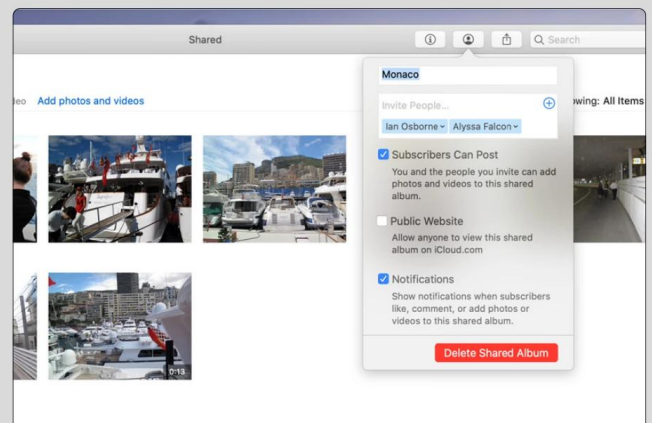 Shared
Search
Monaco
Add photos and videos
Invite People...
wing: All Items
Ian Osborne
Alyssa Falcon
Subscribers Can Post
You and the people you invite can add
photos and videos to this shared
album.
Public Website
Allow anyone to view this shared
album on iCloud.com
Notifications
Show notifications when subscribers
like, comment, or add photos or
videos to this shared album.
Delete Shared Album
0:13